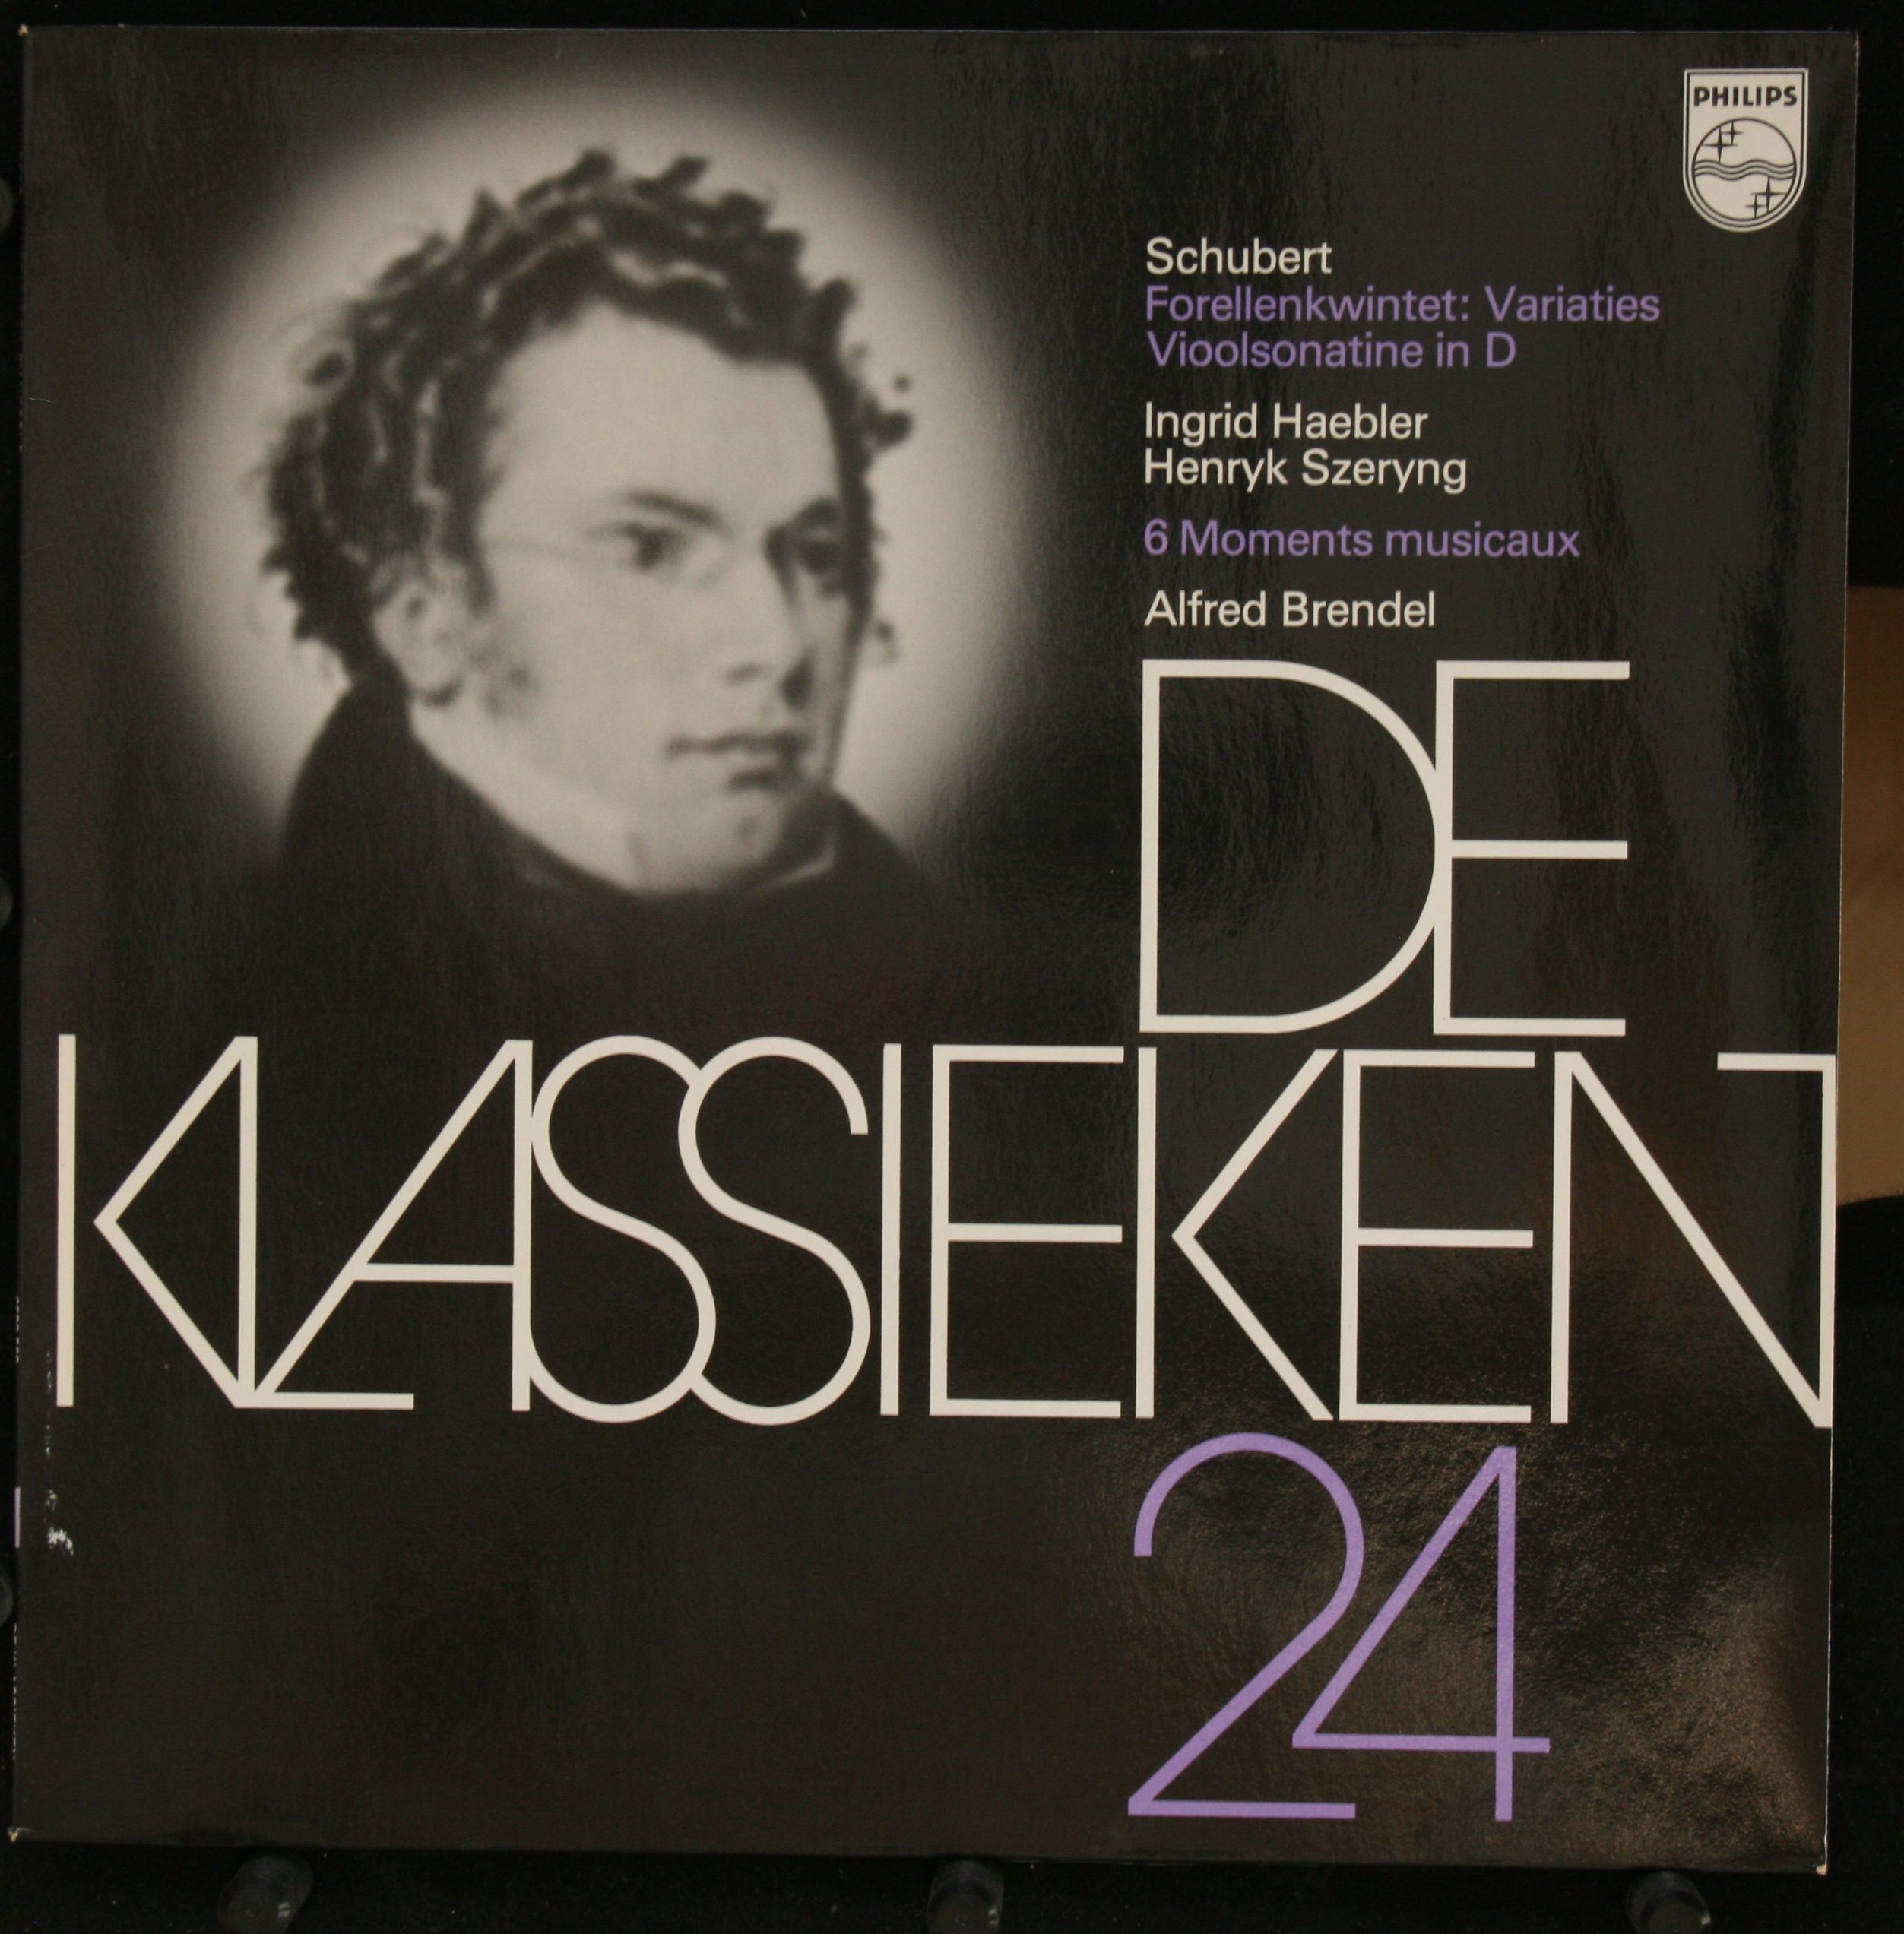 PHILIPS
Schubert
Forellenkwintet: Variaties
Vioolsonatine in D
Ingrid Haebler
Henryk Szeryng
6 Moments musicaux
Alfred Brendel
DE
KLASSIEKEN
24